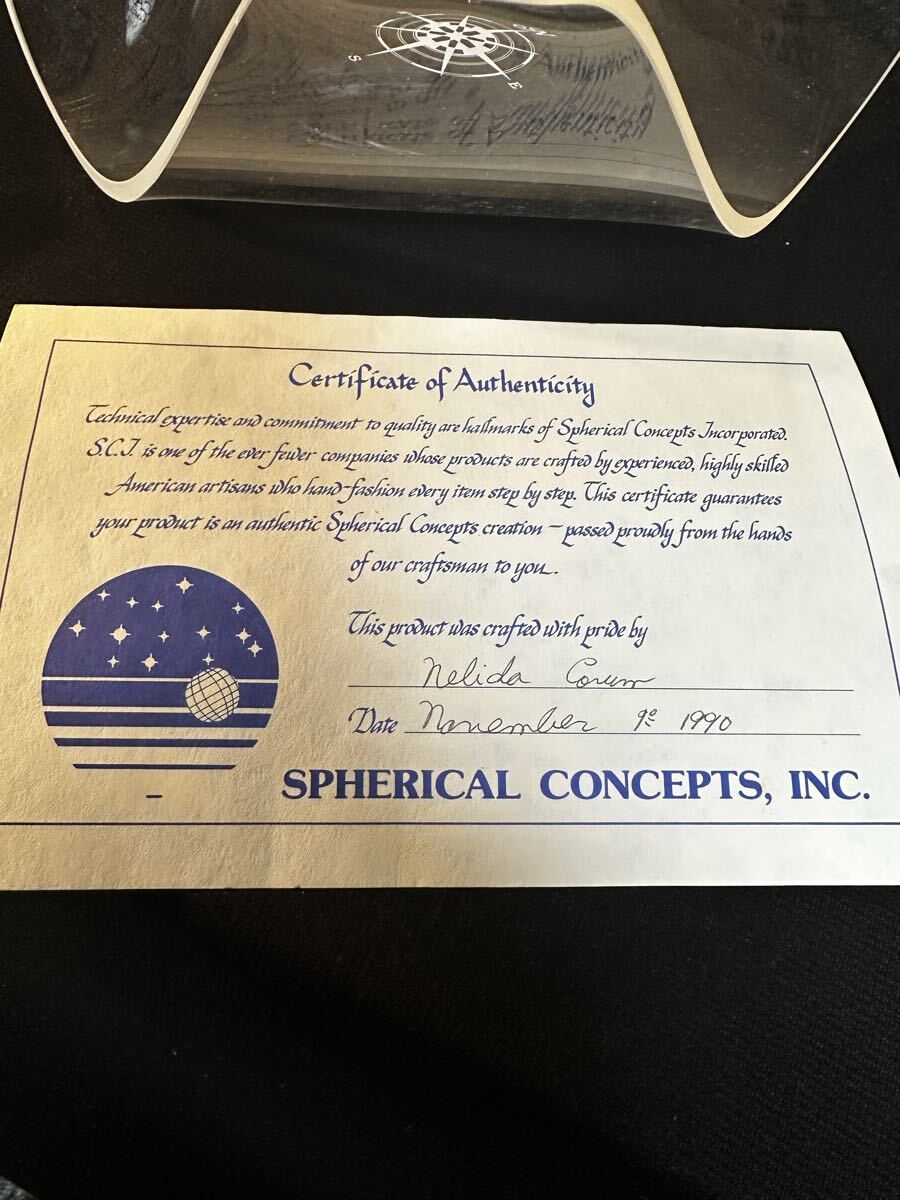 S
E
Certificate of Authenticity
Technical expertise and commitment to quality are hallmarks of Spherical Concepts Incorporated.
S.C.I. is one of the ever fewer companies whose products are crafted by experienced, highly skilled
American artisans who hand-fashion every item step by step. This certificate guarantees
your product is an authentic Spherical Concepts creation — passed proudly from the hands
of our craftsman to you.
This product was crafted with pride by
Nelida Corum
Date November 9º 1990
SPHERICAL CONCEPTS, INC.